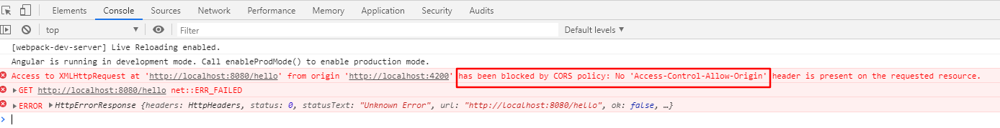 Elements Console Sources Network Performance Memory Application Security Audits
top Filter Default levels
[webpack-dev-server] Live Reloading enabled.
Angular is running in development mode. Call enableProdMode() to enable production mode.
Access to XMLHttpRequest at 'http://localhost:8080/hello' from origin 'http://localhost:4200' has been blocked by CORS policy: No 'Access-Control-Allow-Origin' header is present on the requested resource.
GET http://localhost:8080/hello net::ERR_FAILED
ERROR HttpErrorResponse {headers: HttpHeaders, status: 0, statusText: "Unknown Error", url: "http://localhost:8080/hello", ok: false, …}